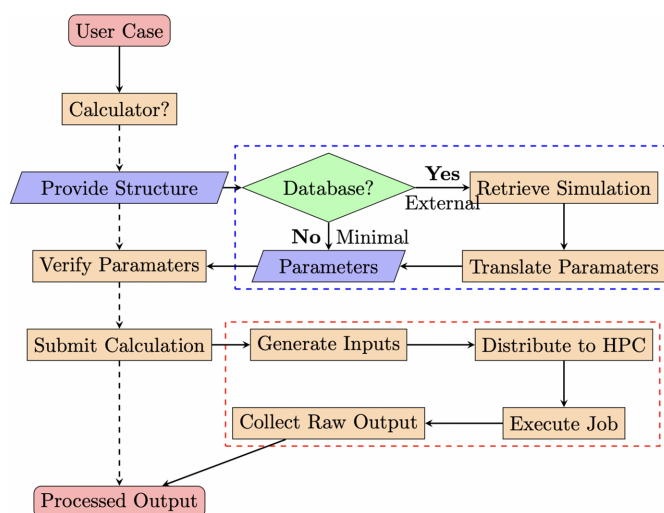 User Case
Calculator?
Provide Structure
Database?
Yes
External
Retrieve Simulation
No
Minimal
Verify Paramaters
Parameters
Translate Paramaters
Submit Calculation
Generate Inputs
Distribute to HPC
Collect Raw Output
Execute Job
Processed Output